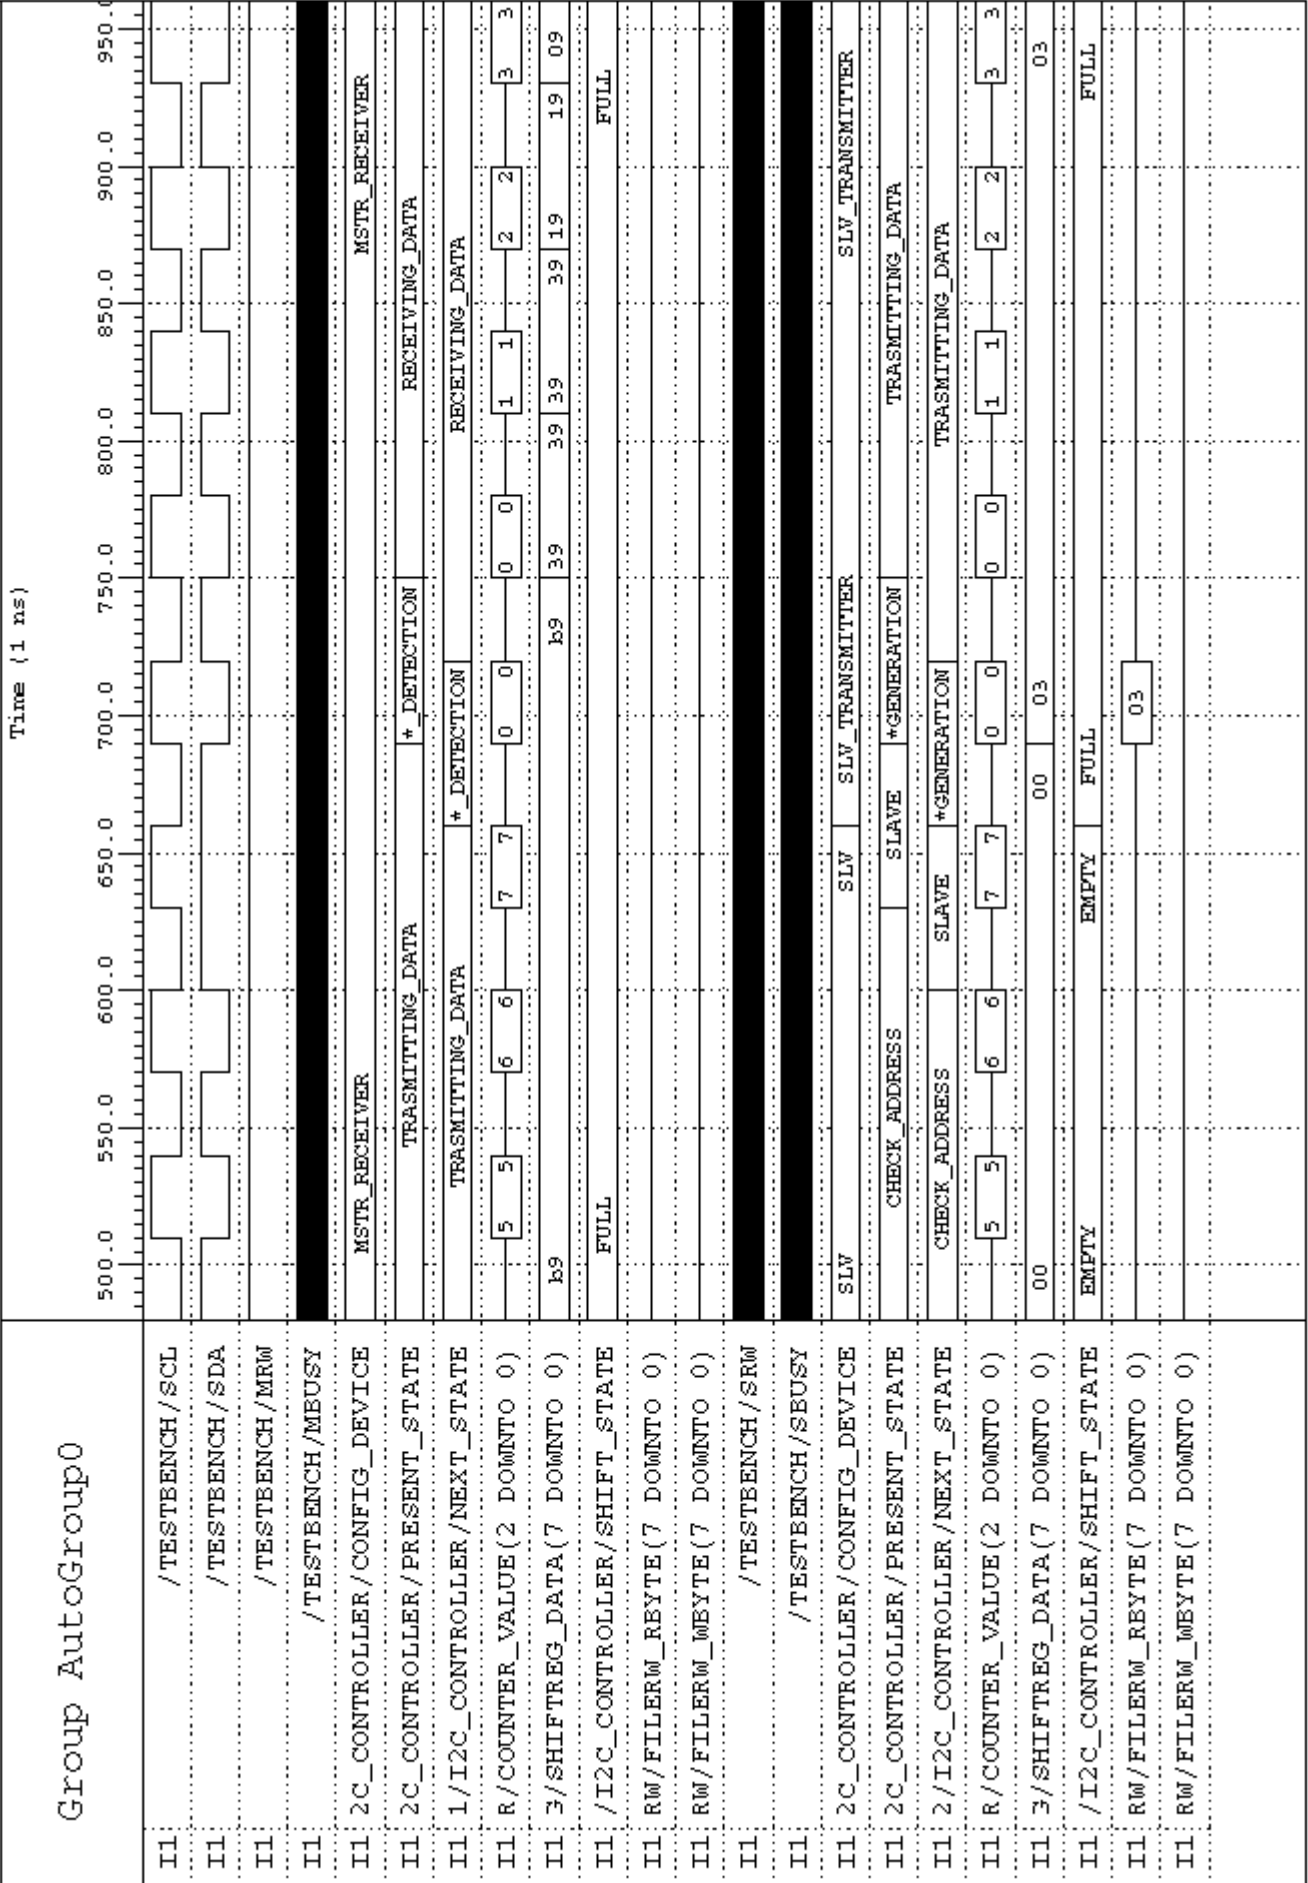 Group AutoGroup0
Time (1 ns)
500.0 550.0 600.0 650.0 700.0 750.0 800.0 850.0 900.0 950.0
I1 /TESTBENCH/SCL
I1 /TESTBENCH/SDA
I1 /TESTBENCH/MRW
I1 /TESTBENCH/MBUSY
I1 2C_CONTROLLER/CONFIG_DEVICE MSTR_RECEIVER MSTR_RECEIVER
I1 2C_CONTROLLER/PRESENT_STATE TRASMITTING_DATA *_DETECTION RECEIVING_DATA
I1 1/I2C_CONTROLLER/NEXT_STATE TRASMITTING_DATA *_DETECTION RECEIVING_DATA
I1 R/COUNTER_VALUE(2 DOWNTO 0) 5 5 6 6 7 7 0 0 0 0 1 1 2 2 3 3
I1 3/SHIFTREG_DATA(7 DOWNTO 0) b9 b9 39 39 39 39 19 19 09
I1 /I2C_CONTROLLER/SHIFT_STATE FULL FULL
I1 RW/FILERW_RBYTE(7 DOWNTO 0)
I1 RW/FILERW_WBYTE(7 DOWNTO 0)
I1 /TESTBENCH/SRW
I1 /TESTBENCH/SBUSY
I1 2C_CONTROLLER/CONFIG_DEVICE SLV SLV SLV_TRANSMITTER SLV_TRANSMITTER
I1 2C_CONTROLLER/PRESENT_STATE CHECK_ADDRESS SLAVE *GENERATION TRASMITTING_DATA
I1 2/I2C_CONTROLLER/NEXT_STATE CHECK_ADDRESS SLAVE *GENERATION TRASMITTING_DATA
I1 R/COUNTER_VALUE(2 DOWNTO 0) 5 5 6 6 7 7 0 0 0 0 1 1 2 2 3 3
I1 3/SHIFTREG_DATA(7 DOWNTO 0) 00 00 03 03
I1 /I2C_CONTROLLER/SHIFT_STATE EMPTY EMPTY FULL FULL
I1 RW/FILERW_RBYTE(7 DOWNTO 0) 03
I1 RW/FILERW_WBYTE(7 DOWNTO 0)